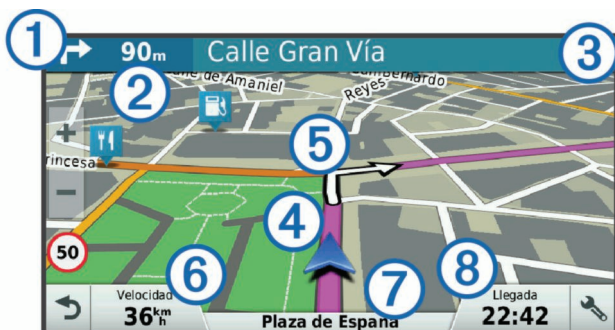 1
90m
Calle Gran Vía
3
2
de Amaniel
Bernardo
Reyes
5
rincesa
4
50
6
7
8
Velocidad
36 km h
Plaza de España
Llegada
22:42